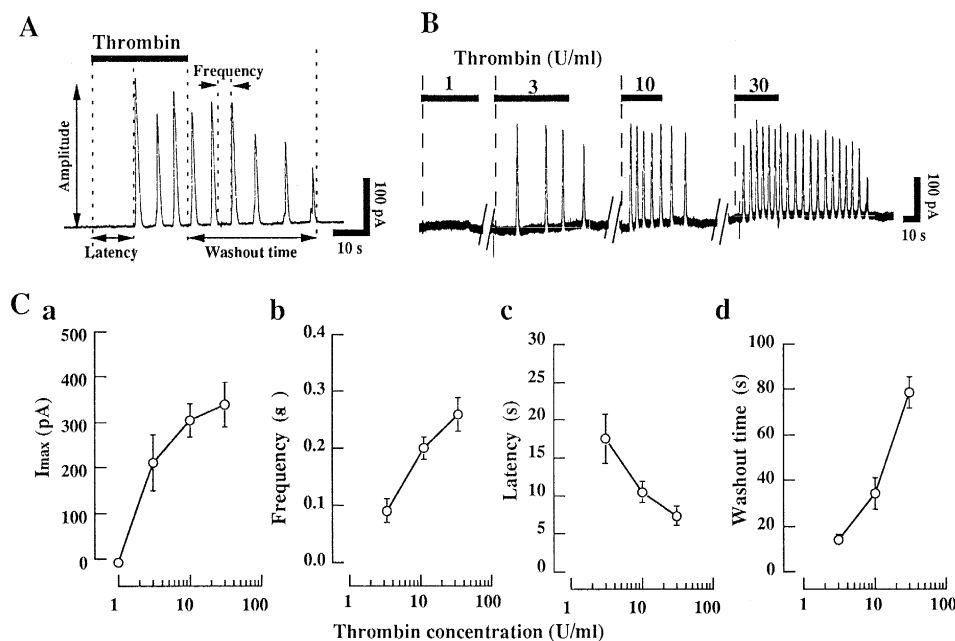 A
Thrombin
Frequency
Amplitude
Latency
Washout time
100 pA
10 s
B
Thrombin (U/ml)
1 3 10 30
100 pA
10 s
C
a
Imax (pA)
500
400
300
200
100
0
1 10 100
b
Frequency (s)
0.4
0.3
0.2
0.1
0.0
1 10 100
c
Latency (s)
30
25
20
15
10
5
0
1 10 100
d
Washout time (s)
100
80
60
40
20
0
1 10 100
Thrombin concentration (U/ml)